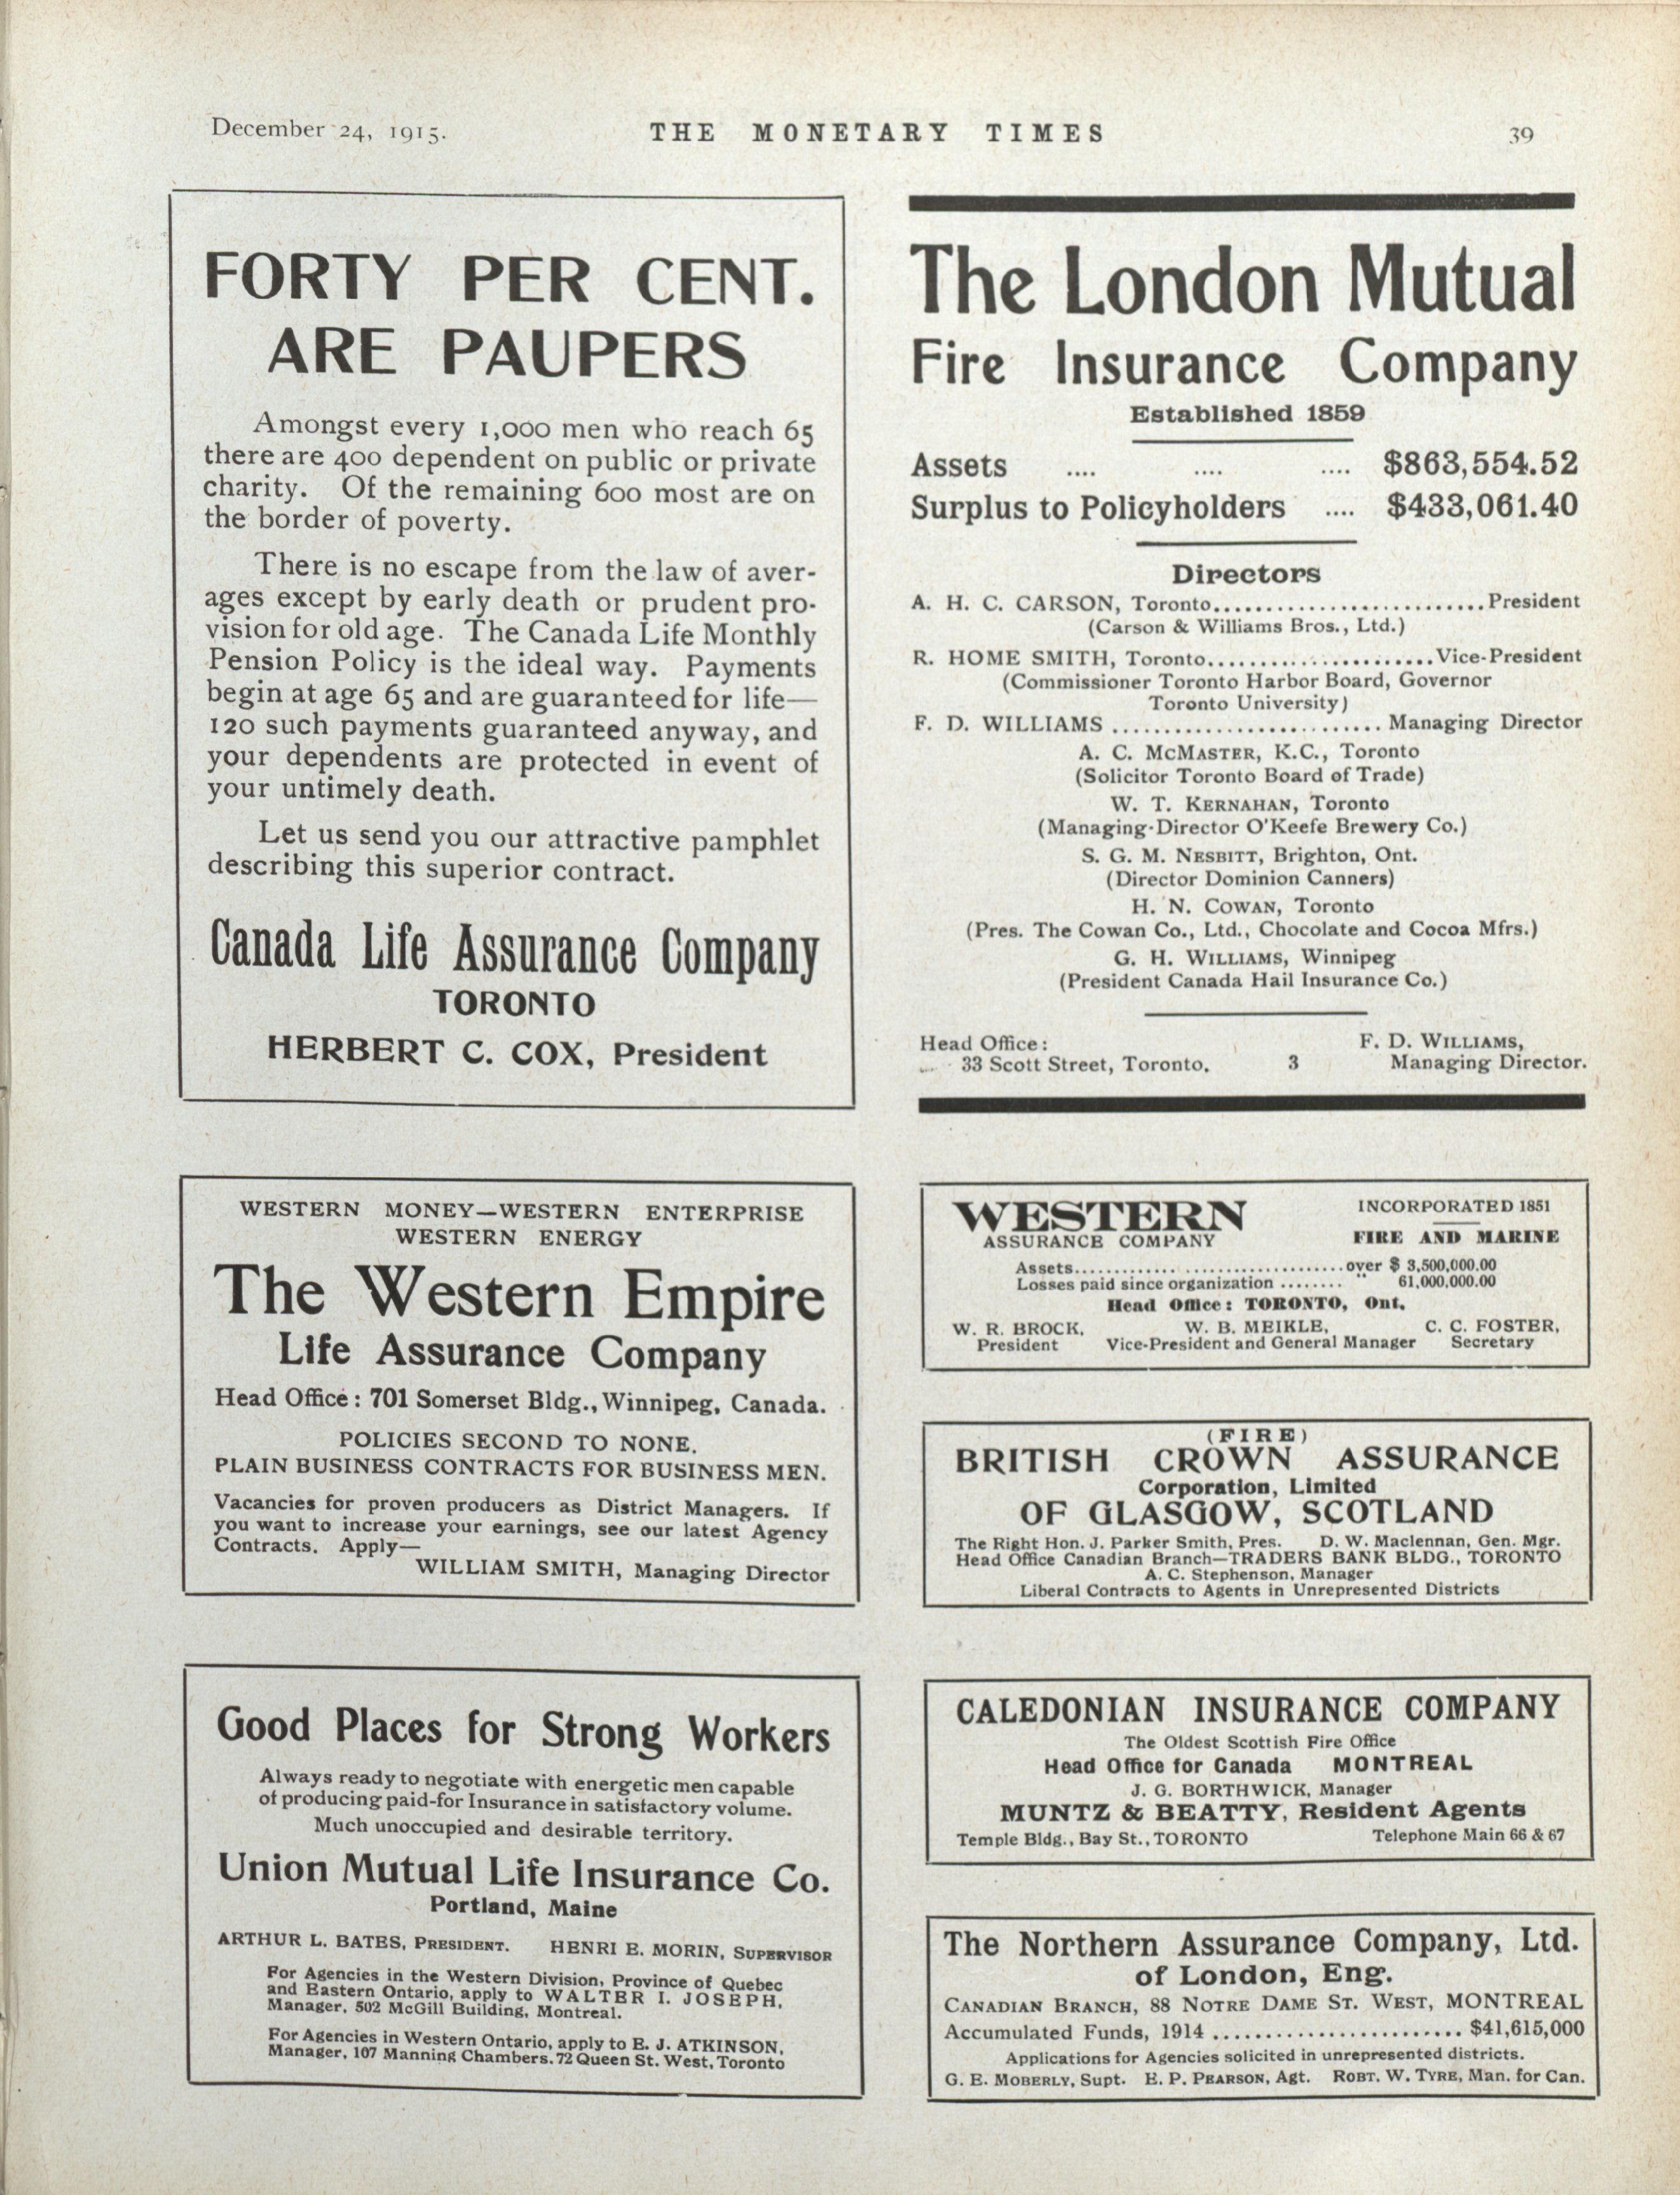 December 24, 1915.
THE MONETARY TIMES
39
FORTY PER CENT.
ARE PAUPERS
Amongst every 1,000 men who reach 65
there are 400 dependent on public or private
charity. Of the remaining 600 most are on
the border of poverty.
There is no escape from the law of aver-
ages except by early death or prudent pro-
vision for old age. The Canada Life Monthly
Pension Policy is the ideal way. Payments
begin at age 65 and are guaranteed for life—
120 such payments guaranteed anyway, and
your dependents are protected in event of
your untimely death.
Let us send you our attractive pamphlet
describing this superior contract.
Canada Life Assurance Company
TORONTO
HERBERT C. COX, President
WESTERN MONEY—WESTERN ENTERPRISE
WESTERN ENERGY
The Western Empire
Life Assurance Company
Head Office: 701 Somerset Bldg., Winnipeg, Canada.
POLICIES SECOND TO NONE.
PLAIN BUSINESS CONTRACTS FOR BUSINESS MEN.
Vacancies for proven producers as District Managers. If
you want to increase your earnings, see our latest Agency
Contracts. Apply—
WILLIAM SMITH, Managing Director
Good Places for Strong Workers
Always ready to negotiate with energetic men capable
of producing paid-for Insurance in satisfactory volume.
Much unoccupied and desirable territory.
Union Mutual Life Insurance Co.
Portland, Maine
ARTHUR L. BATES, PRESIDENT. HENRI E. MORIN, SUPERVISOR
For Agencies in the Western Division, Province of Quebec
and Eastern Ontario, apply to WALTER I. JOSEPH,
Manager, 502 McGill Building, Montreal.
For Agencies in Western Ontario, apply to E. J. ATKINSON,
Manager, 107 Manning Chambers, 72 Queen St. West, Toronto
The London Mutual
Fire Insurance Company
Established 1859
Assets .... .... .... $863,554.52
Surplus to Policyholders .... $433,061.40
Directors
A. H. C. CARSON, Toronto..........................President
(Carson & Williams Bros., Ltd.)
R. HOME SMITH, Toronto......................Vice-President
(Commissioner Toronto Harbor Board, Governor
Toronto University)
F. D. WILLIAMS .......................... Managing Director
A. C. MCMASTER, K.C., Toronto
(Solicitor Toronto Board of Trade)
W. T. KERNAHAN, Toronto
(Managing-Director O'Keefe Brewery Co.)
S. G. M. NESBITT, Brighton, Ont.
(Director Dominion Canners)
H. N. COWAN, Toronto
(Pres. The Cowan Co., Ltd., Chocolate and Cocoa Mfrs.)
G. H. WILLIAMS, Winnipeg
(President Canada Hail Insurance Co.)
Head Office: F. D. WILLIAMS,
33 Scott Street, Toronto. 3 Managing Director.
WESTERN INCORPORATED 1851
ASSURANCE COMPANY FIRE AND MARINE
Assets..................................over $ 3,500,000.00
Losses paid since organization ........ " 61,000,000.00
Head Office: TORONTO, Ont.
W. R. BROCK, W. B. MEIKLE, C. C. FOSTER,
President Vice-President and General Manager Secretary
(FIRE)
BRITISH CROWN ASSURANCE
Corporation, Limited
OF GLASGOW, SCOTLAND
The Right Hon. J. Parker Smith, Pres. D. W. Maclennan, Gen. Mgr.
Head Office Canadian Branch—TRADERS BANK BLDG., TORONTO
A. C. Stephenson, Manager
Liberal Contracts to Agents in Unrepresented Districts
CALEDONIAN INSURANCE COMPANY
The Oldest Scottish Fire Office
Head Office for Canada MONTREAL
J. G. BORTHWICK, Manager
MUNTZ & BEATTY, Resident Agents
Temple Bldg., Bay St., TORONTO Telephone Main 66 & 67
The Northern Assurance Company, Ltd.
of London, Eng.
CANADIAN BRANCH, 88 NOTRE DAME ST. WEST, MONTREAL
Accumulated Funds, 1914 ........................ $41,615,000
Applications for Agencies solicited in unrepresented districts.
G. E. MOBERLY, Supt. E. P. PEARSON, Agt. ROBT. W. TYRE, Man. for Can.